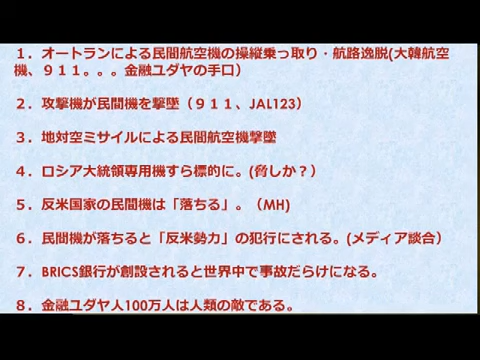 １．オートランによる民間航空機の操縦乗っ取り・航路逸脱(大韓航空
機、９１１。。。金融ユダヤの手口）
２．攻撃機が民間機を撃墜（９１１、JAL123）
３．地対空ミサイルによる民間航空機撃墜
４．ロシア大統領専用機すら標的に。(脅しか？）
５．反米国家の民間機は「落ちる」。（MH)
６．民間機が落ちると「反米勢力」の犯行にされる。(メディア談合）
７．BRICS銀行が創設されると世界中で事故だらけになる。
８．金融ユダヤ人100万人は人類の敵である。